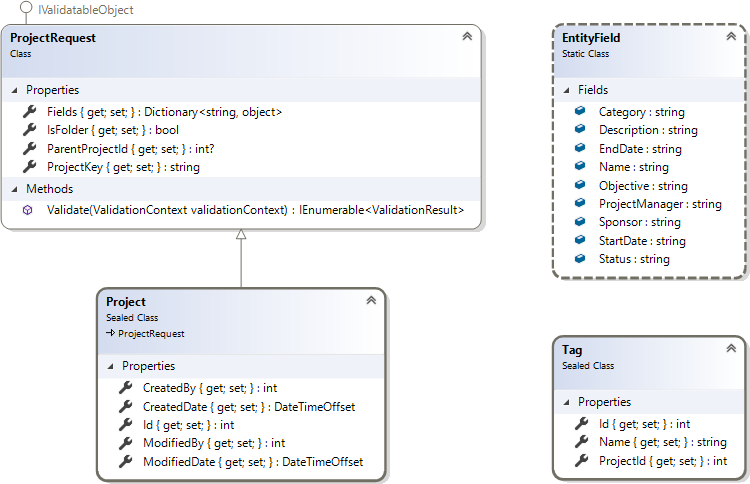 IValidatableObject
ProjectRequest
Class
Properties
Fields { get; set; } : Dictionary<string, object>
IsFolder { get; set; } : bool
ParentProjectId { get; set; } : int?
ProjectKey { get; set; } : string
Methods
Validate(ValidationContext validationContext) : IEnumerable<ValidationResult>
Project
Sealed Class
ProjectRequest
Properties
CreatedBy { get; set; } : int
CreatedDate { get; set; } : DateTimeOffset
Id { get; set; } : int
ModifiedBy { get; set; } : int
ModifiedDate { get; set; } : DateTimeOffset
EntityField
Static Class
Fields
Category : string
Description : string
EndDate : string
Name : string
Objective : string
ProjectManager : string
Sponsor : string
StartDate : string
Status : string
Tag
Sealed Class
Properties
Id { get; set; } : int
Name { get; set; } : string
ProjectId { get; set; } : int